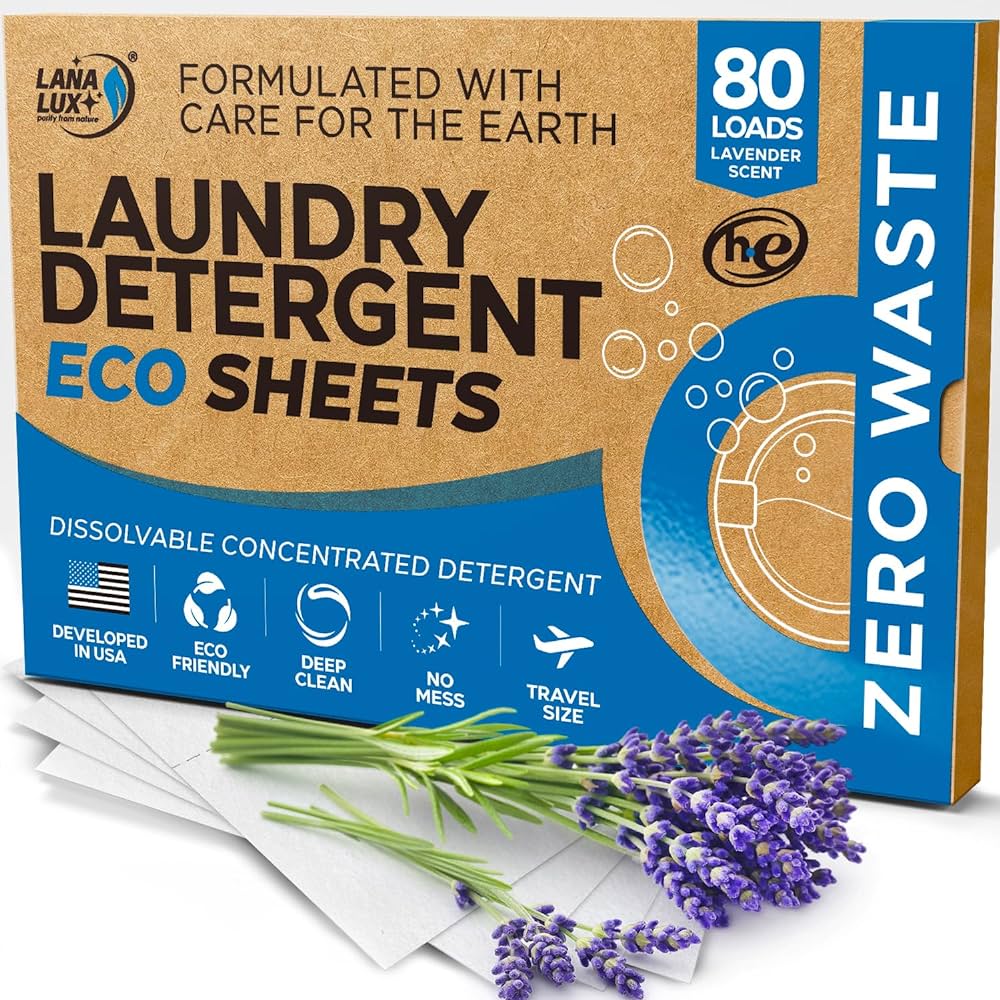 LANA
LUX
purify from nature
®
FORMULATED WITH
CARE FOR THE EARTH
80
LOADS
LAVENDER
SCENT
he
LAUNDRY
DETERGENT
ECO SHEETS
ZERO WASTE
DISSOLVABLE CONCENTRATED DETERGENT
DEVELOPED
IN USA
ECO
FRIENDLY
DEEP
CLEAN
NO
MESS
TRAVEL
SIZE